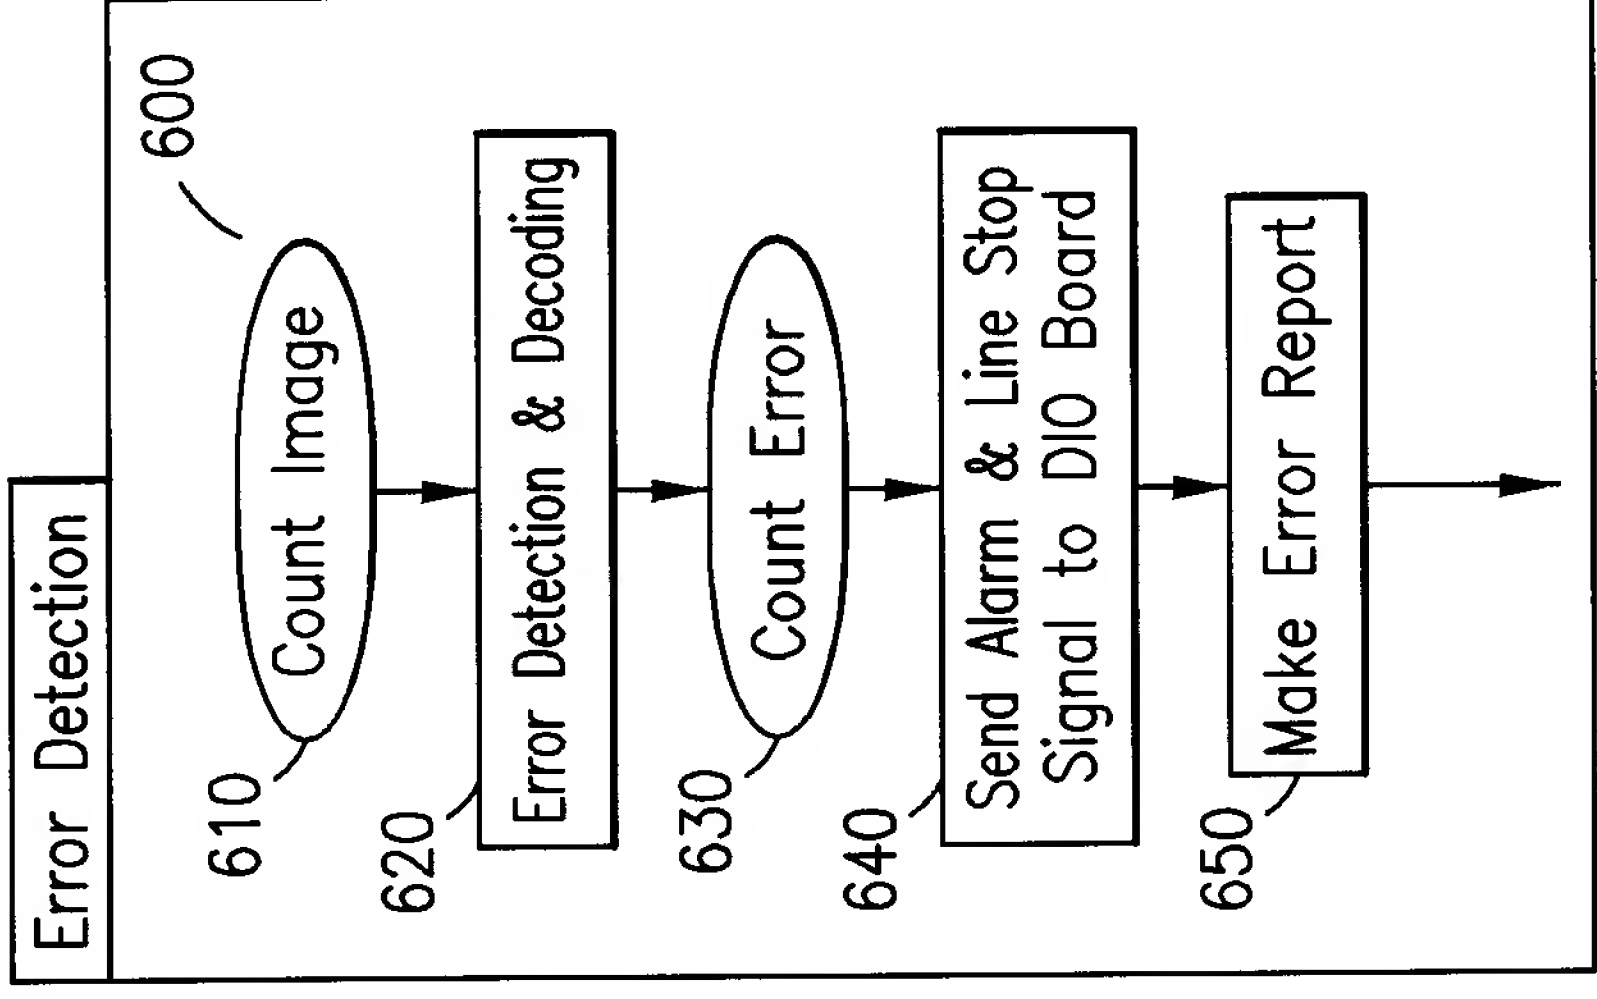 Error Detection
600
610
Count Image
620
Error Detection & Decoding
630
Count Error
640
Send Alarm & Line Stop
Signal to DIO Board
650
Make Error Report